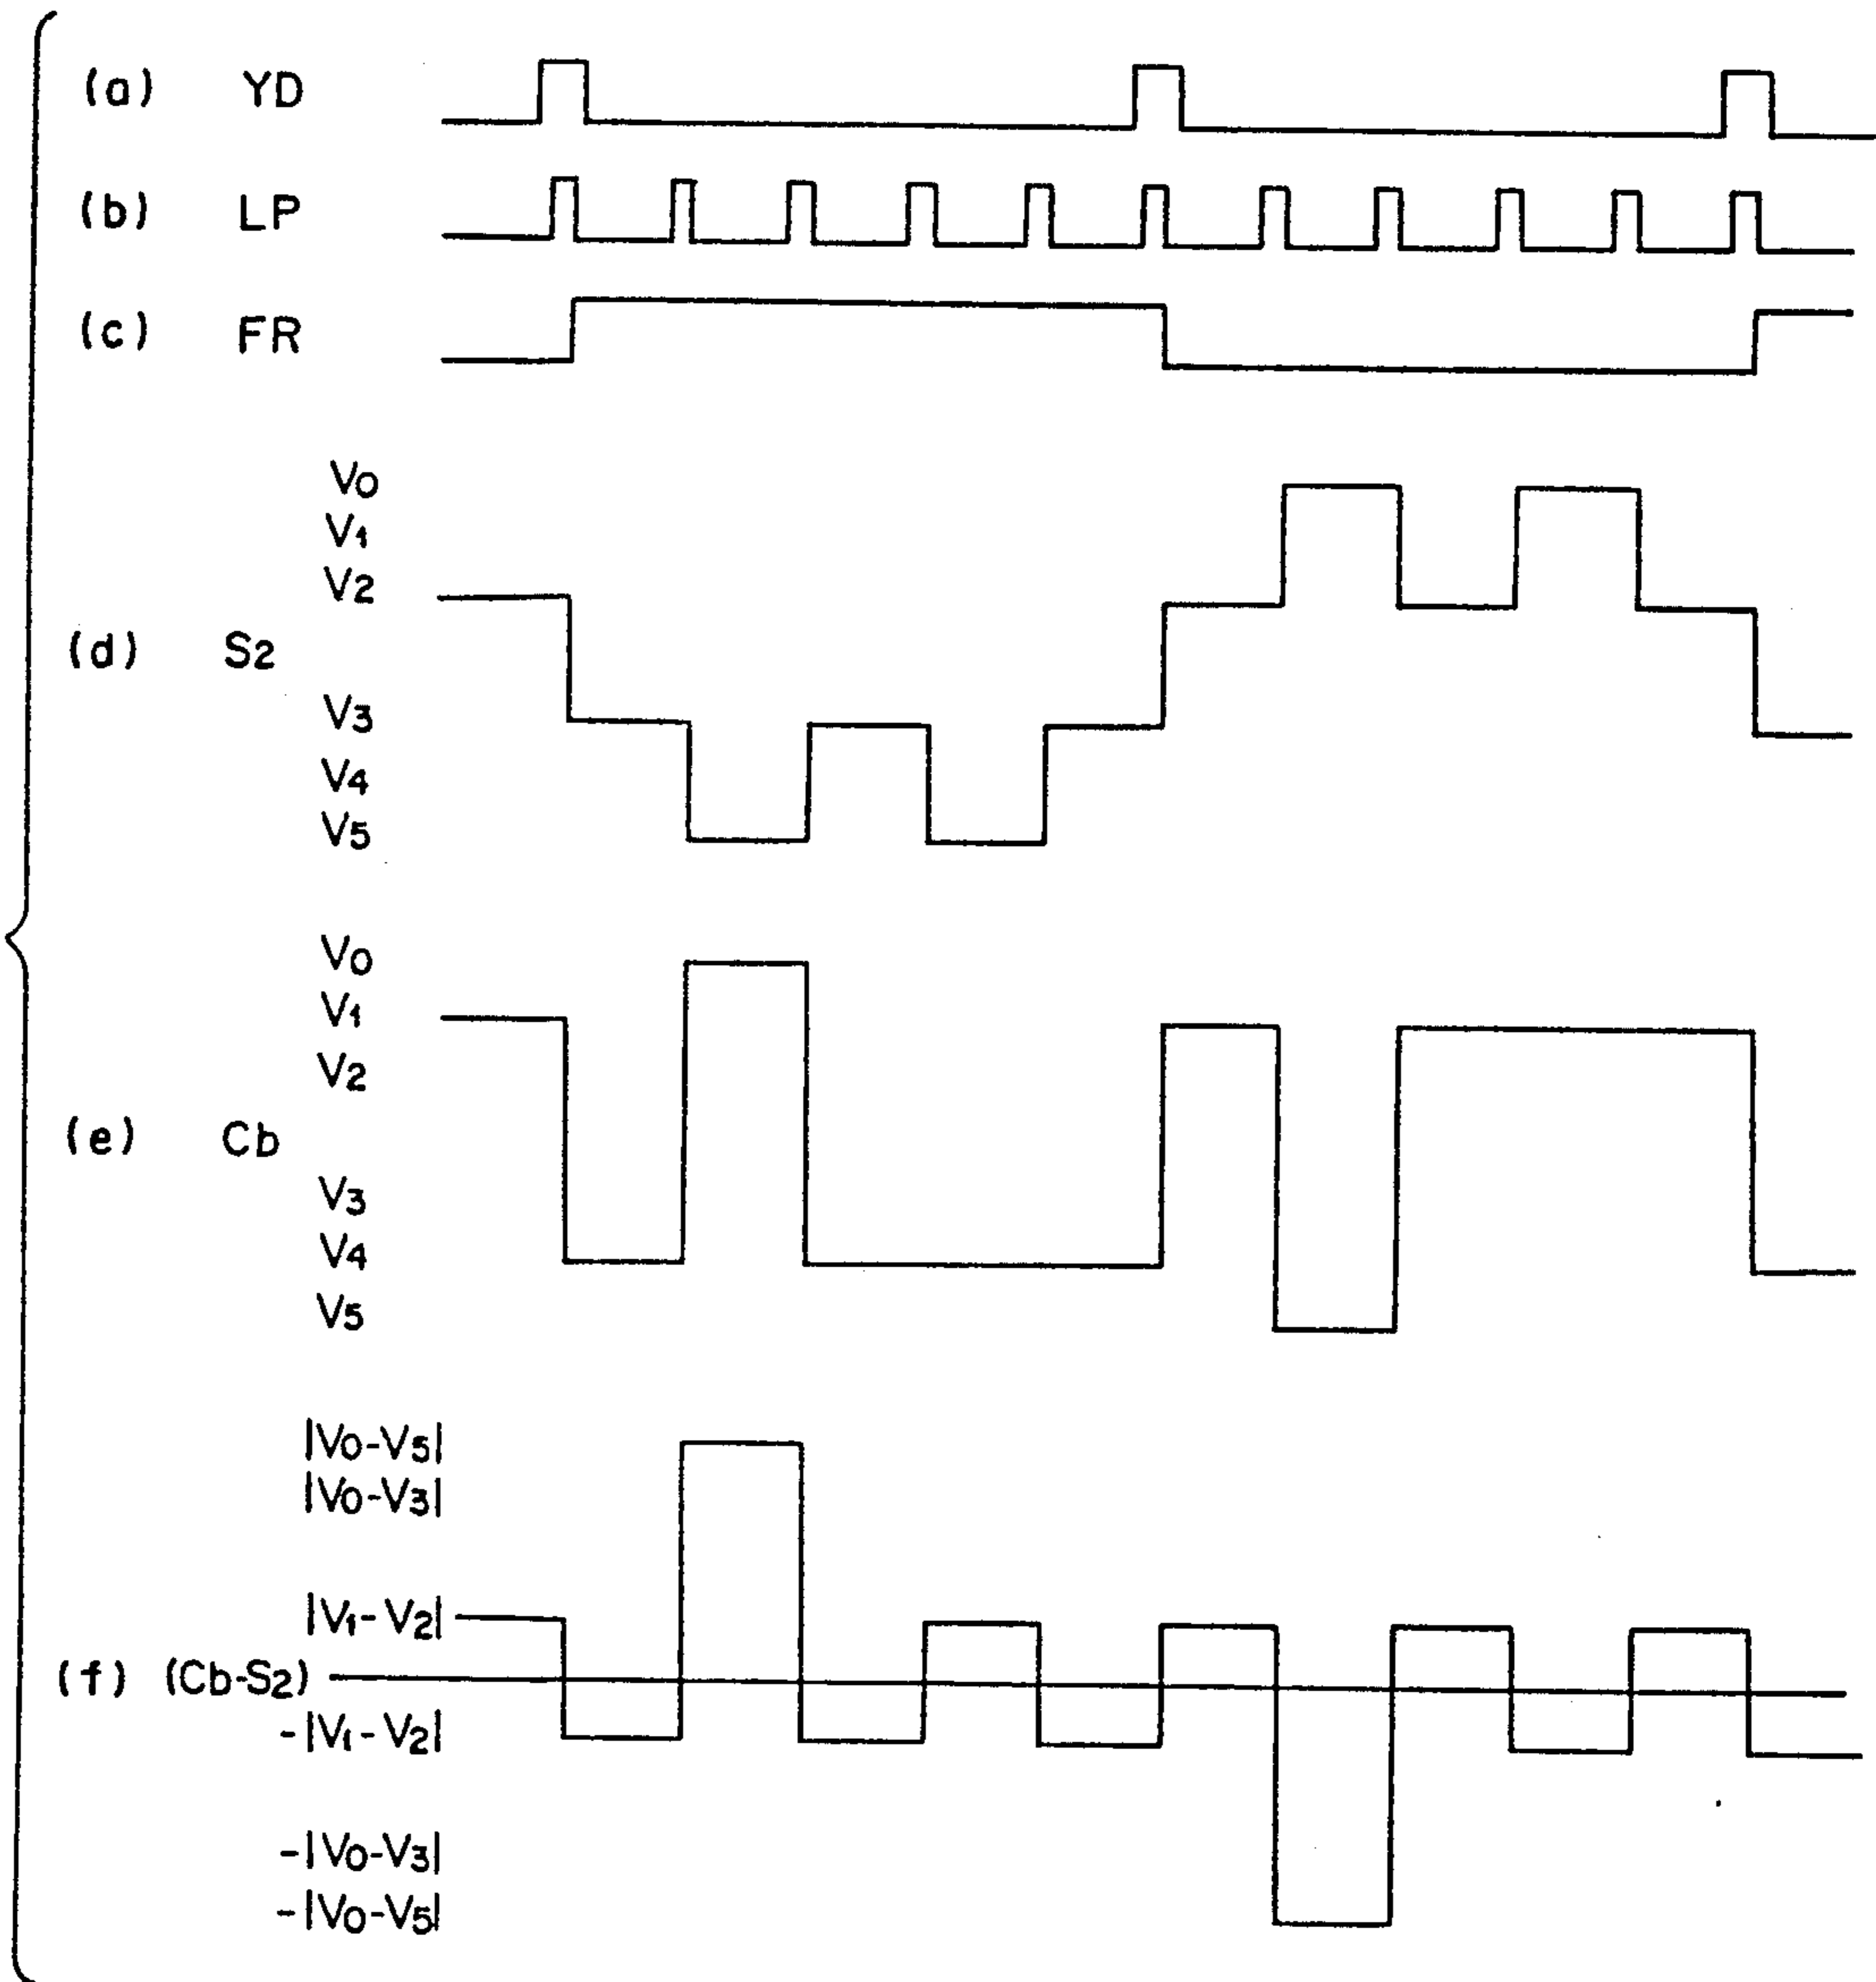 (a) YD
(b) LP
(c) FR
V0
V1
V2
(d) S2
V3
V4
V5
V0
V1
V2
(e) Cb
V3
V4
V5
|V0-V5|
|V0-V3|
|V1-V2|
(f) (Cb-S2)
-|V1-V2|
-|V0-V3|
-|V0-V5|